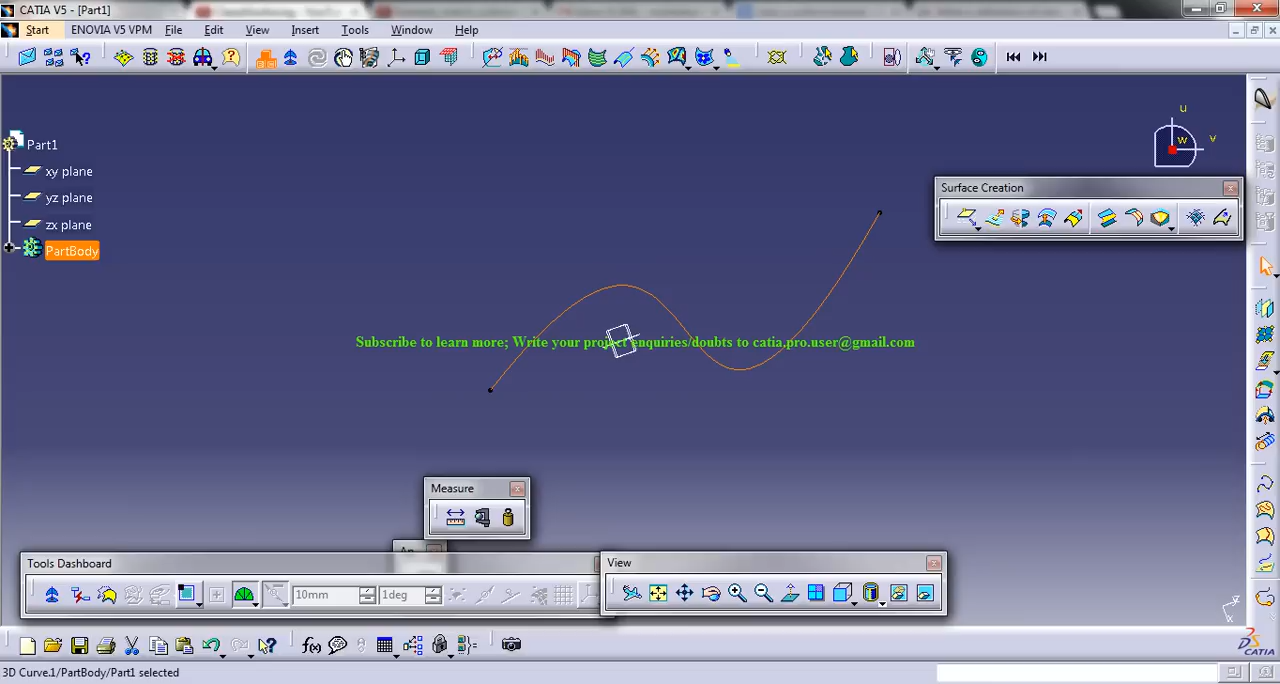 CATIA V5 - [Part1]
Start ENOVIA V5 VPM File Edit View Insert Tools Window Help
u
v
w
Part1
xy plane
yz plane
zx plane
PartBody
Surface Creation
Subscribe to learn more; Write your project enquiries/doubts to catia.pro.user@gmail.com
Measure
Tools Dashboard
View
10mm
1deg
f(x)
CATIA
3D Curve.1/PartBody/Part1 selected